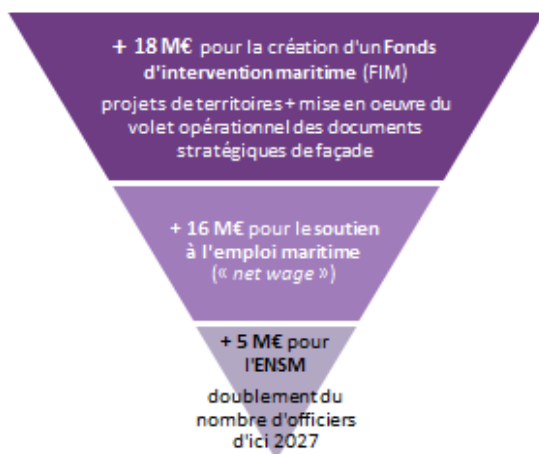 + 18 M€ pour la création d'un Fonds
d'intervention maritime (FIM)
projets de territoires + mise en oeuvre du
volet opérationnel des documents
stratégiques de façade
+ 16 M€ pour le soutien
à l'emploi maritime
(« net wage »)
+ 5 M€ pour
l'ENSM
doublement du
nombre d'officiers
d'ici 2027